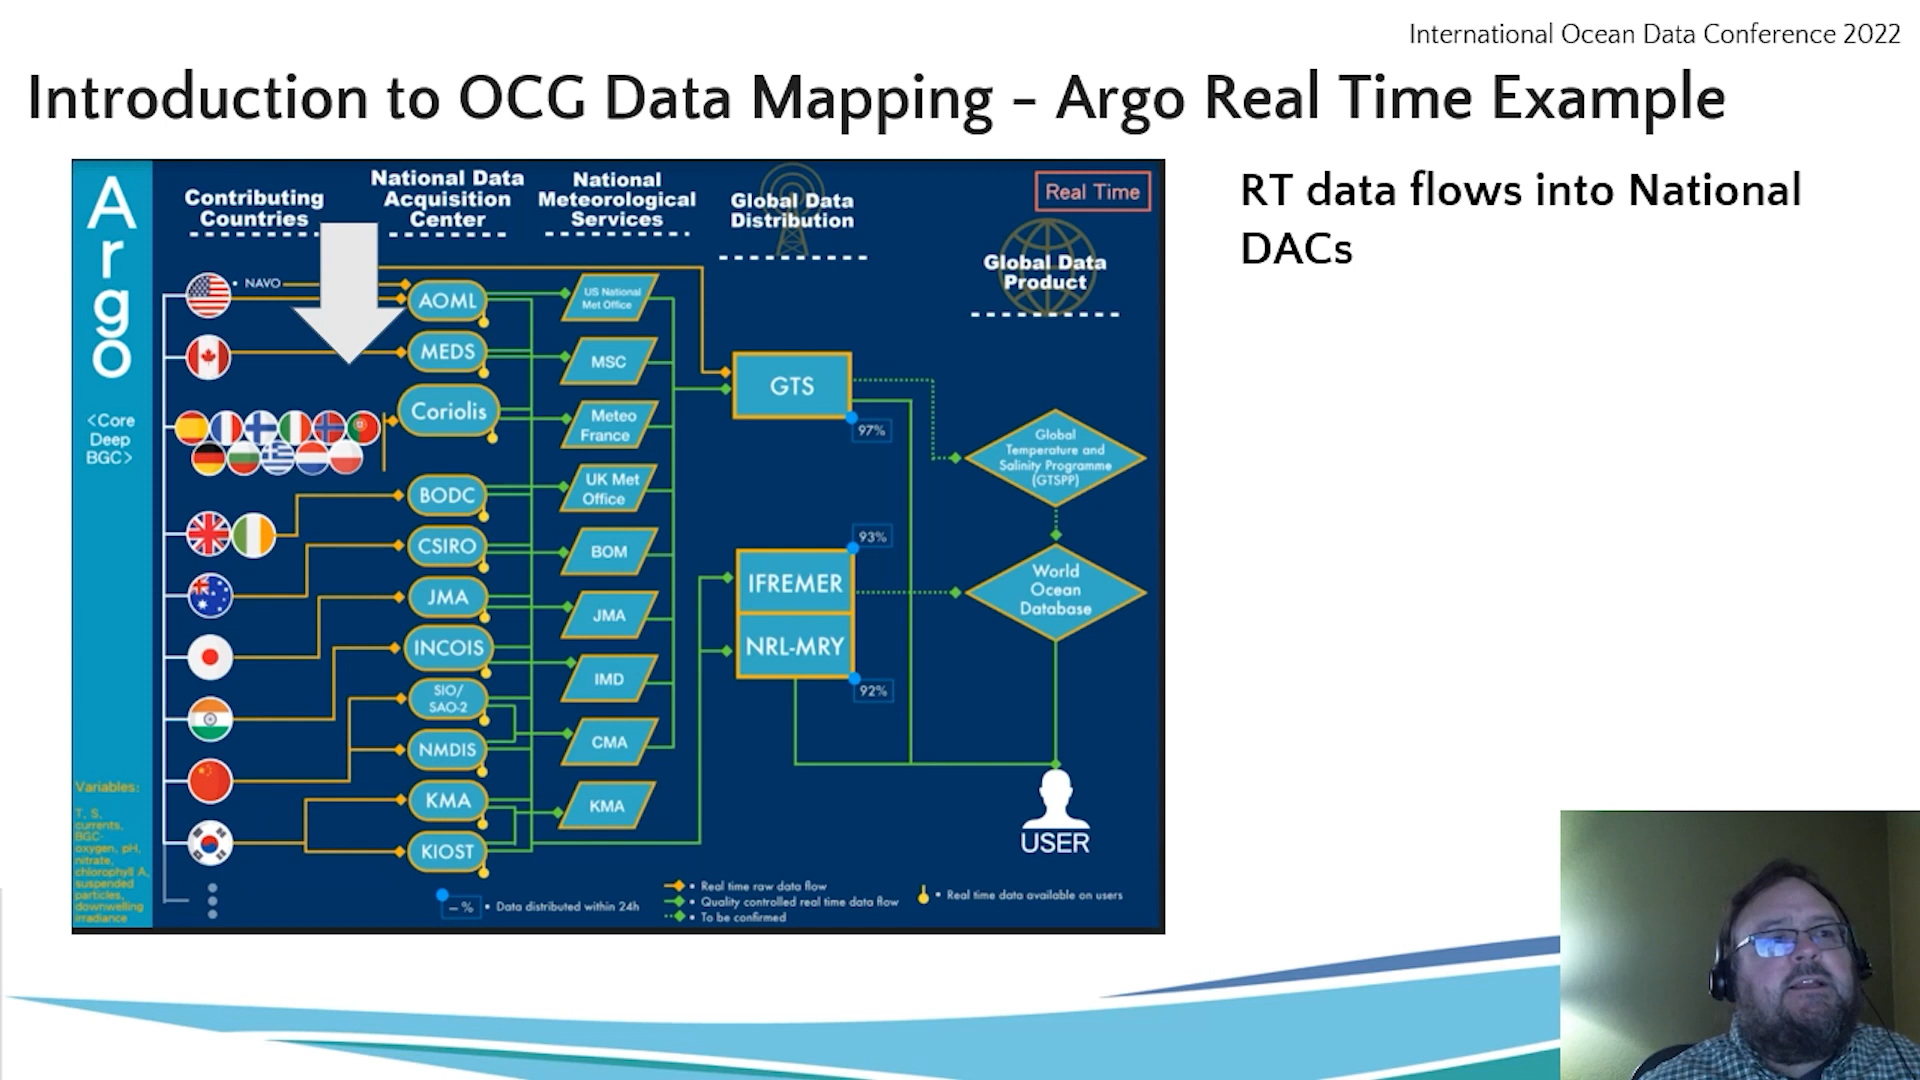 International Ocean Data Conference 2022
Introduction to OCG Data Mapping – Argo Real Time Example
RT data flows into National
DACs
Argo
<Core
Deep
BGC>
Variables:
T, S,
currents,
BGC-
oxygen, pH,
nitrate,
chlorophyll A,
suspended
particles,
downwelling
irradiance
Contributing
Countries
National Data
Acquisition
Center
National
Meteorological
Services
Global Data
Distribution
Real Time
Global Data
Product
• NAVO
AOML
MEDS
Coriolis
BODC
CSIRO
JMA
INCOIS
SIO/
SAO-2
NMDIS
KMA
KIOST
US National
Met Office
MSC
Meteo
France
UK Met
Office
BOM
JMA
IMD
CMA
KMA
GTS
97%
93%
IFREMER
NRL-MRY
92%
Global
Temperature and
Salinity Programme
(GTSPP)
World
Ocean
Database
USER
– % • Data distributed within 24h
• Real time raw data flow
• Quality controlled real time data flow
• To be confirmed
• Real time data available on users